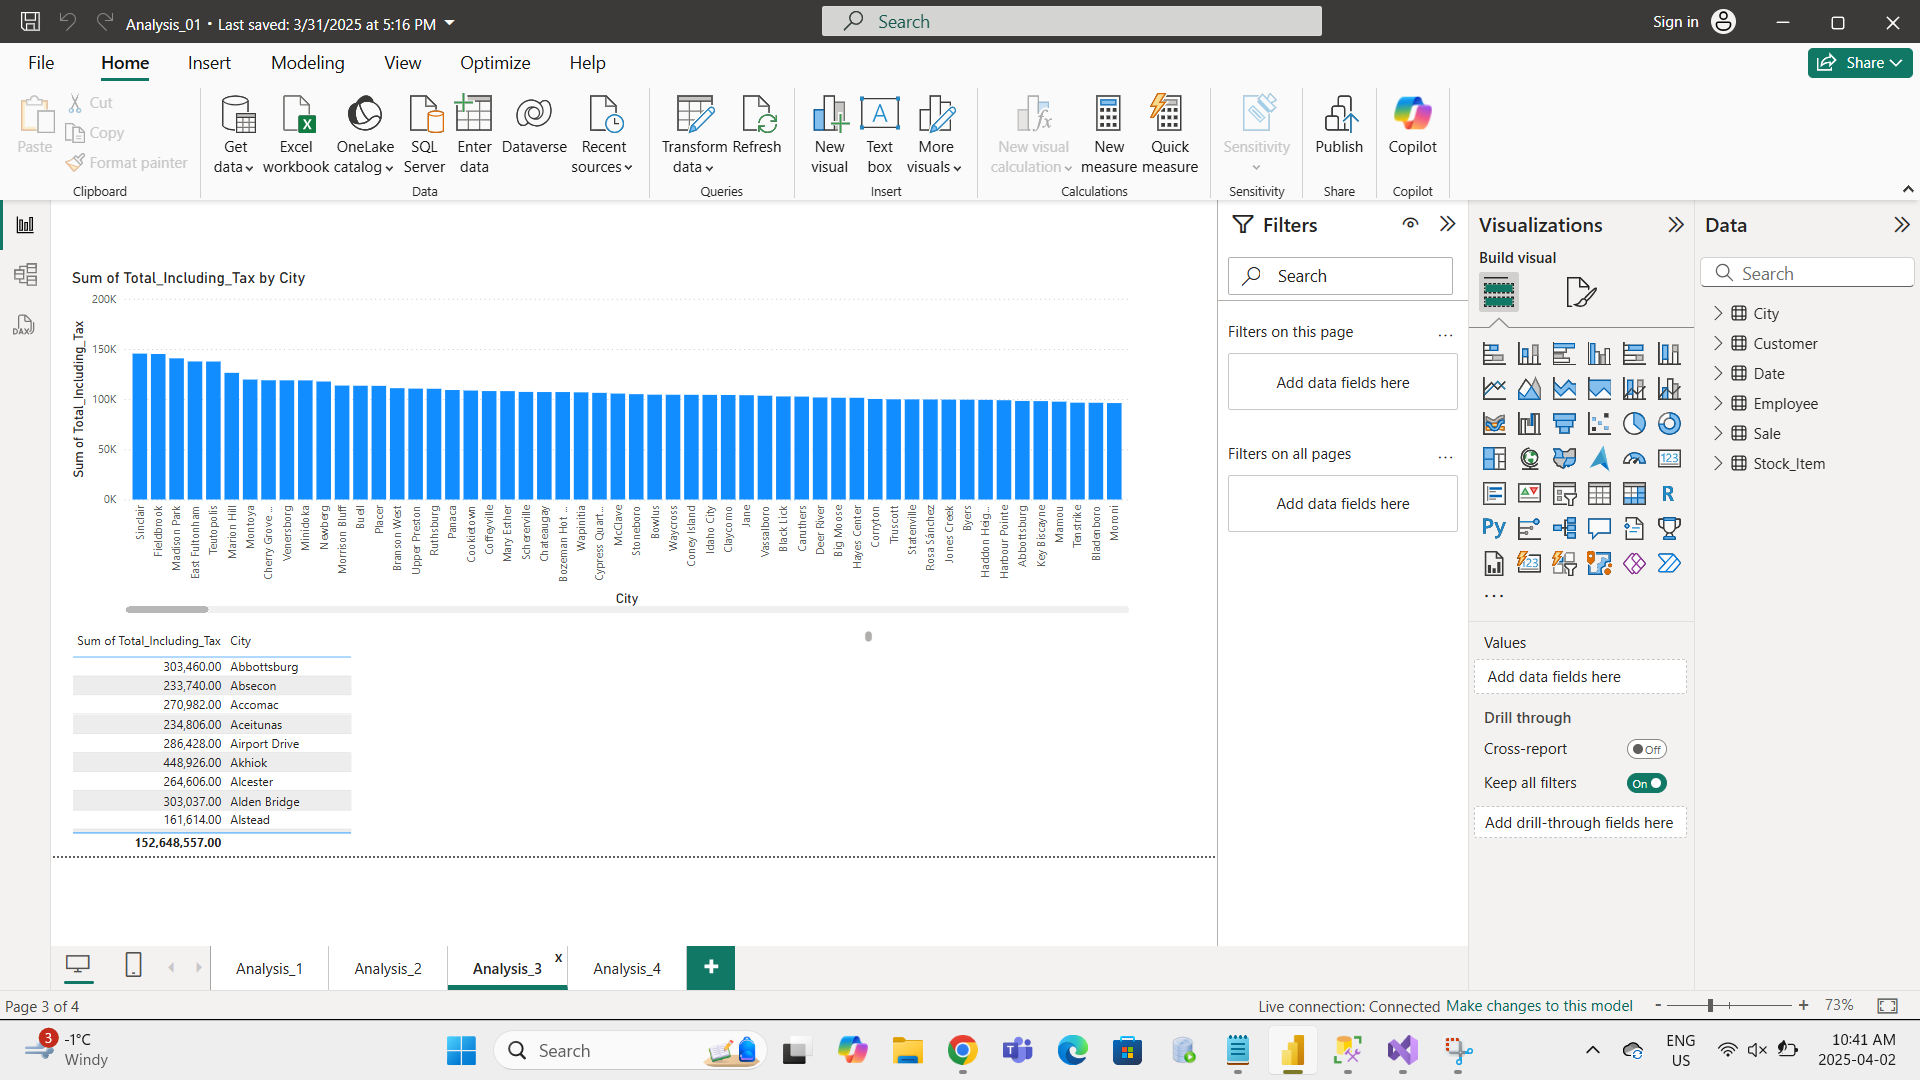 Analysis_01 • Last saved: 3/31/2025 at 5:16 PM
Search
Sign in
File Home Insert Modeling View Optimize Help
Share
Paste
Cut
Copy
Format painter
Clipboard
Get data
Excel workbook
OneLake catalog
SQL Server
Enter data
Dataverse
Recent sources
Data
Transform data
Refresh
Queries
New visual
Text box
More visuals
Insert
New visual calculation
New measure
Quick measure
Calculations
Sensitivity
Sensitivity
Publish
Share
Copilot
Copilot
Sum of Total_Including_Tax by City
Sum of Total_Including_Tax
200K
150K
100K
50K
0K
Sinclair
Fieldbrook
Madison Park
East Fultonham
Teutopolis
Marion Hill
Montoya
Cherry Grove ...
Venersborg
Minidoka
Newberg
Morrison Bluff
Buell
Placer
Branson West
Upper Preston
Ruthsburg
Panaca
Cookietown
Coffeyville
Mary Esther
Schererville
Chateaugay
Bozeman Hot ...
Wapinitia
Cypress Quart...
McClave
Stoneboro
Bowlus
Waycross
Coney Island
Idaho City
Claycomo
Jane
Vassalboro
Black Lick
Caruthers
Deer River
Big Moose
Hayes Center
Corryton
Truscott
Statenville
Rosa Sánchez
Jones Creek
Byers
Haddon Heig...
Harbour Pointe
Abbottsburg
Key Biscayne
Mamou
Tenstrike
Bladenboro
Moroni
City
Sum of Total_Including_Tax City
303,460.00 Abbottsburg
233,740.00 Absecon
270,982.00 Accomac
234,806.00 Aceitunas
286,428.00 Airport Drive
448,926.00 Akhiok
264,606.00 Alcester
303,037.00 Alden Bridge
161,614.00 Alstead
152,648,557.00
Filters
Search
Filters on this page ...
Add data fields here
Filters on all pages ...
Add data fields here
Visualizations
Build visual
123
R
Py
123
...
Values
Add data fields here
Drill through
Cross-report Off
Keep all filters On
Add drill-through fields here
Data
Search
City
Customer
Date
Employee
Sale
Stock_Item
DAX
Analysis_1
Analysis_2
Analysis_3 x
Analysis_4
+
Page 3 of 4
Live connection: Connected Make changes to this model
- + 73%
3
-1°C
Windy
Search
ENG
US
10:41 AM
2025-04-02